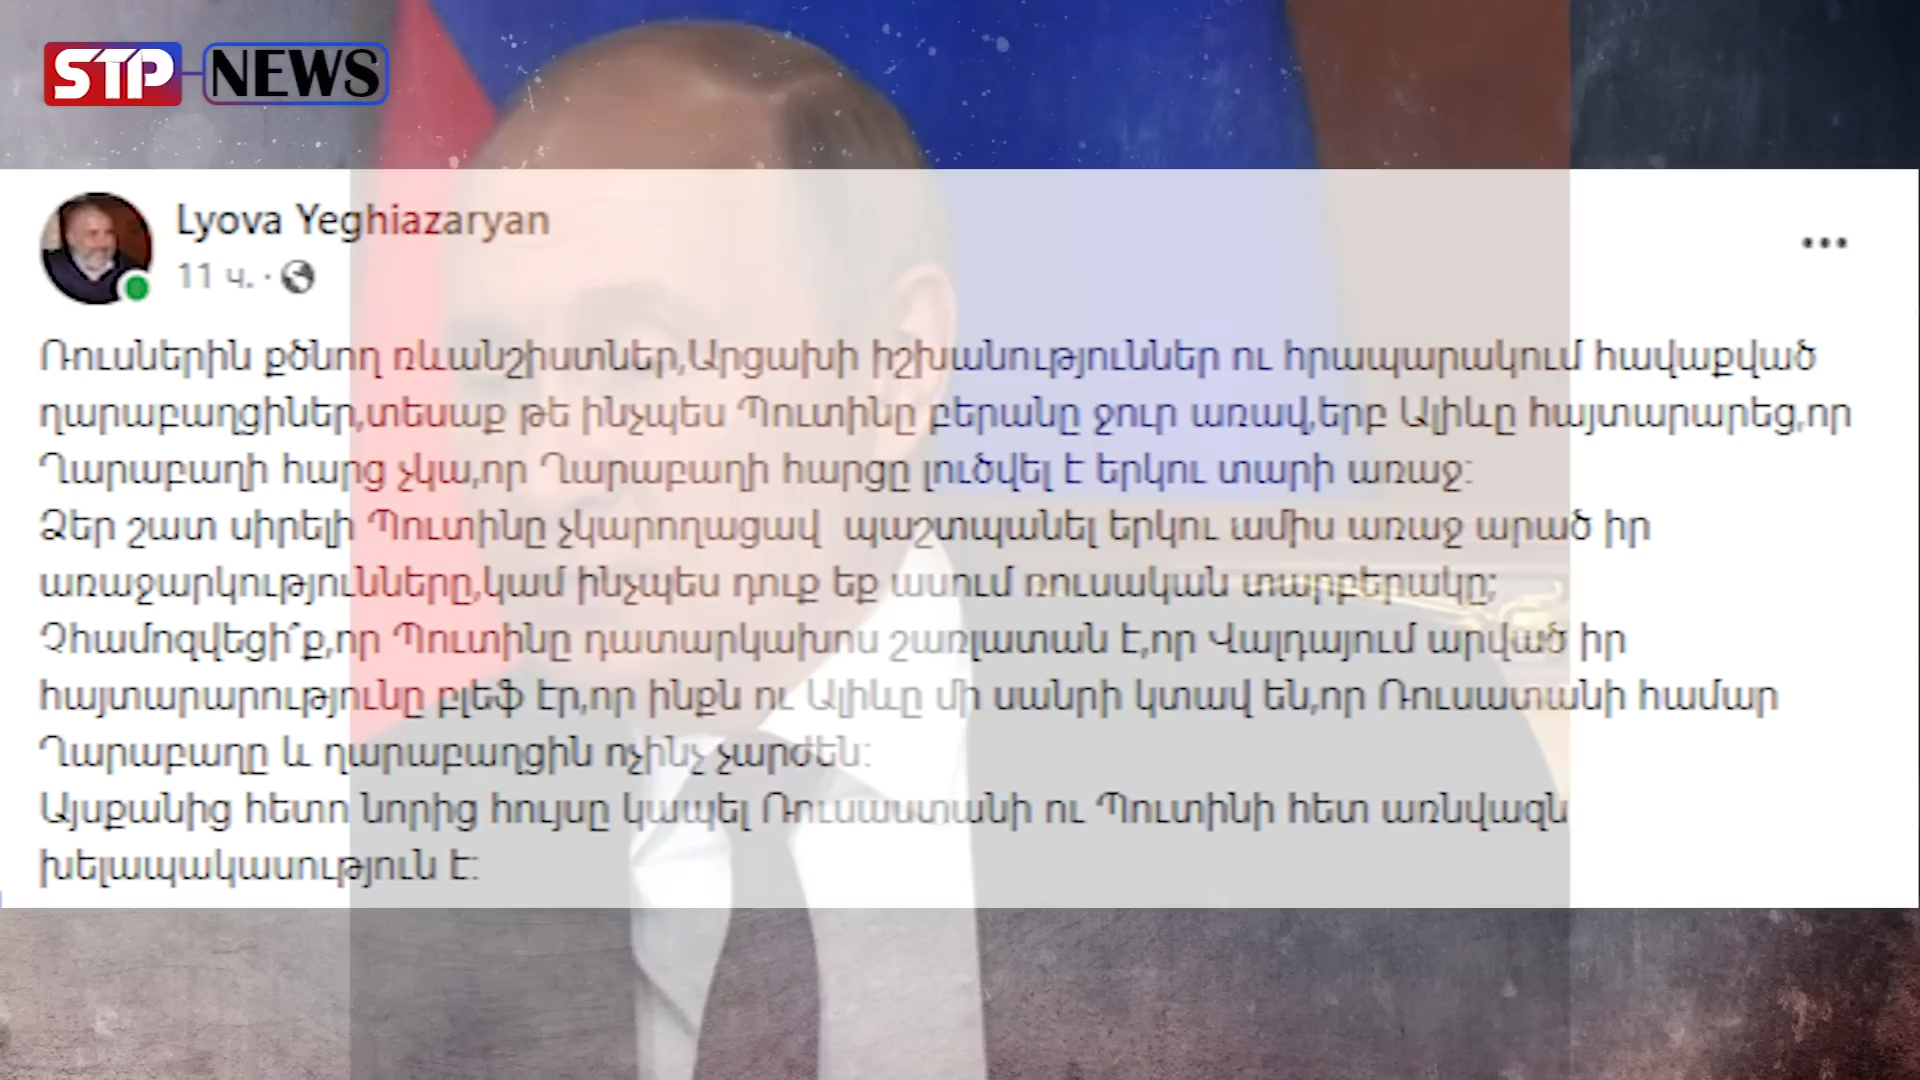 STP NEWS
Lyova Yeghiazaryan
11 ч. ·
Ռուսներին քծնող ռևանշիստներ,Արցախի իշխանություններ ու հրապարակում հավաքված
ղարաբաղցիներ,տեսաք թե ինչպես Պուտինը բերանը ջուր առավ,երբ Ալիևը հայտարարեց,որ
Ղարաբաղի հարց չկա,որ Ղարաբաղի հարցը լուծվել է երկու տարի առաջ:
Ձեր շատ սիրելի Պուտինը չկարողացավ պաշտպանել երկու ամիս առաջ արած իր
առաջարկությունները,կամ ինչպես դուք եք ասում ռուսական տարբերակը;
Չհամոզվեցի՞ք,որ Պուտինը դատարկախոս շառլատան է,որ Վալդայում արված իր
հայտարարությունը բլեֆ էր,որ ինքն ու Ալիևը մի սանրի կտավ են,որ Ռուսատանի համար
Ղարաբաղը և ղարաբաղցին ոչինչ չարժեն:
Այսքանից հետո նորից հույսը կապել Ռուսաստանի ու Պուտինի հետ առնվազն
խելապակասություն է: